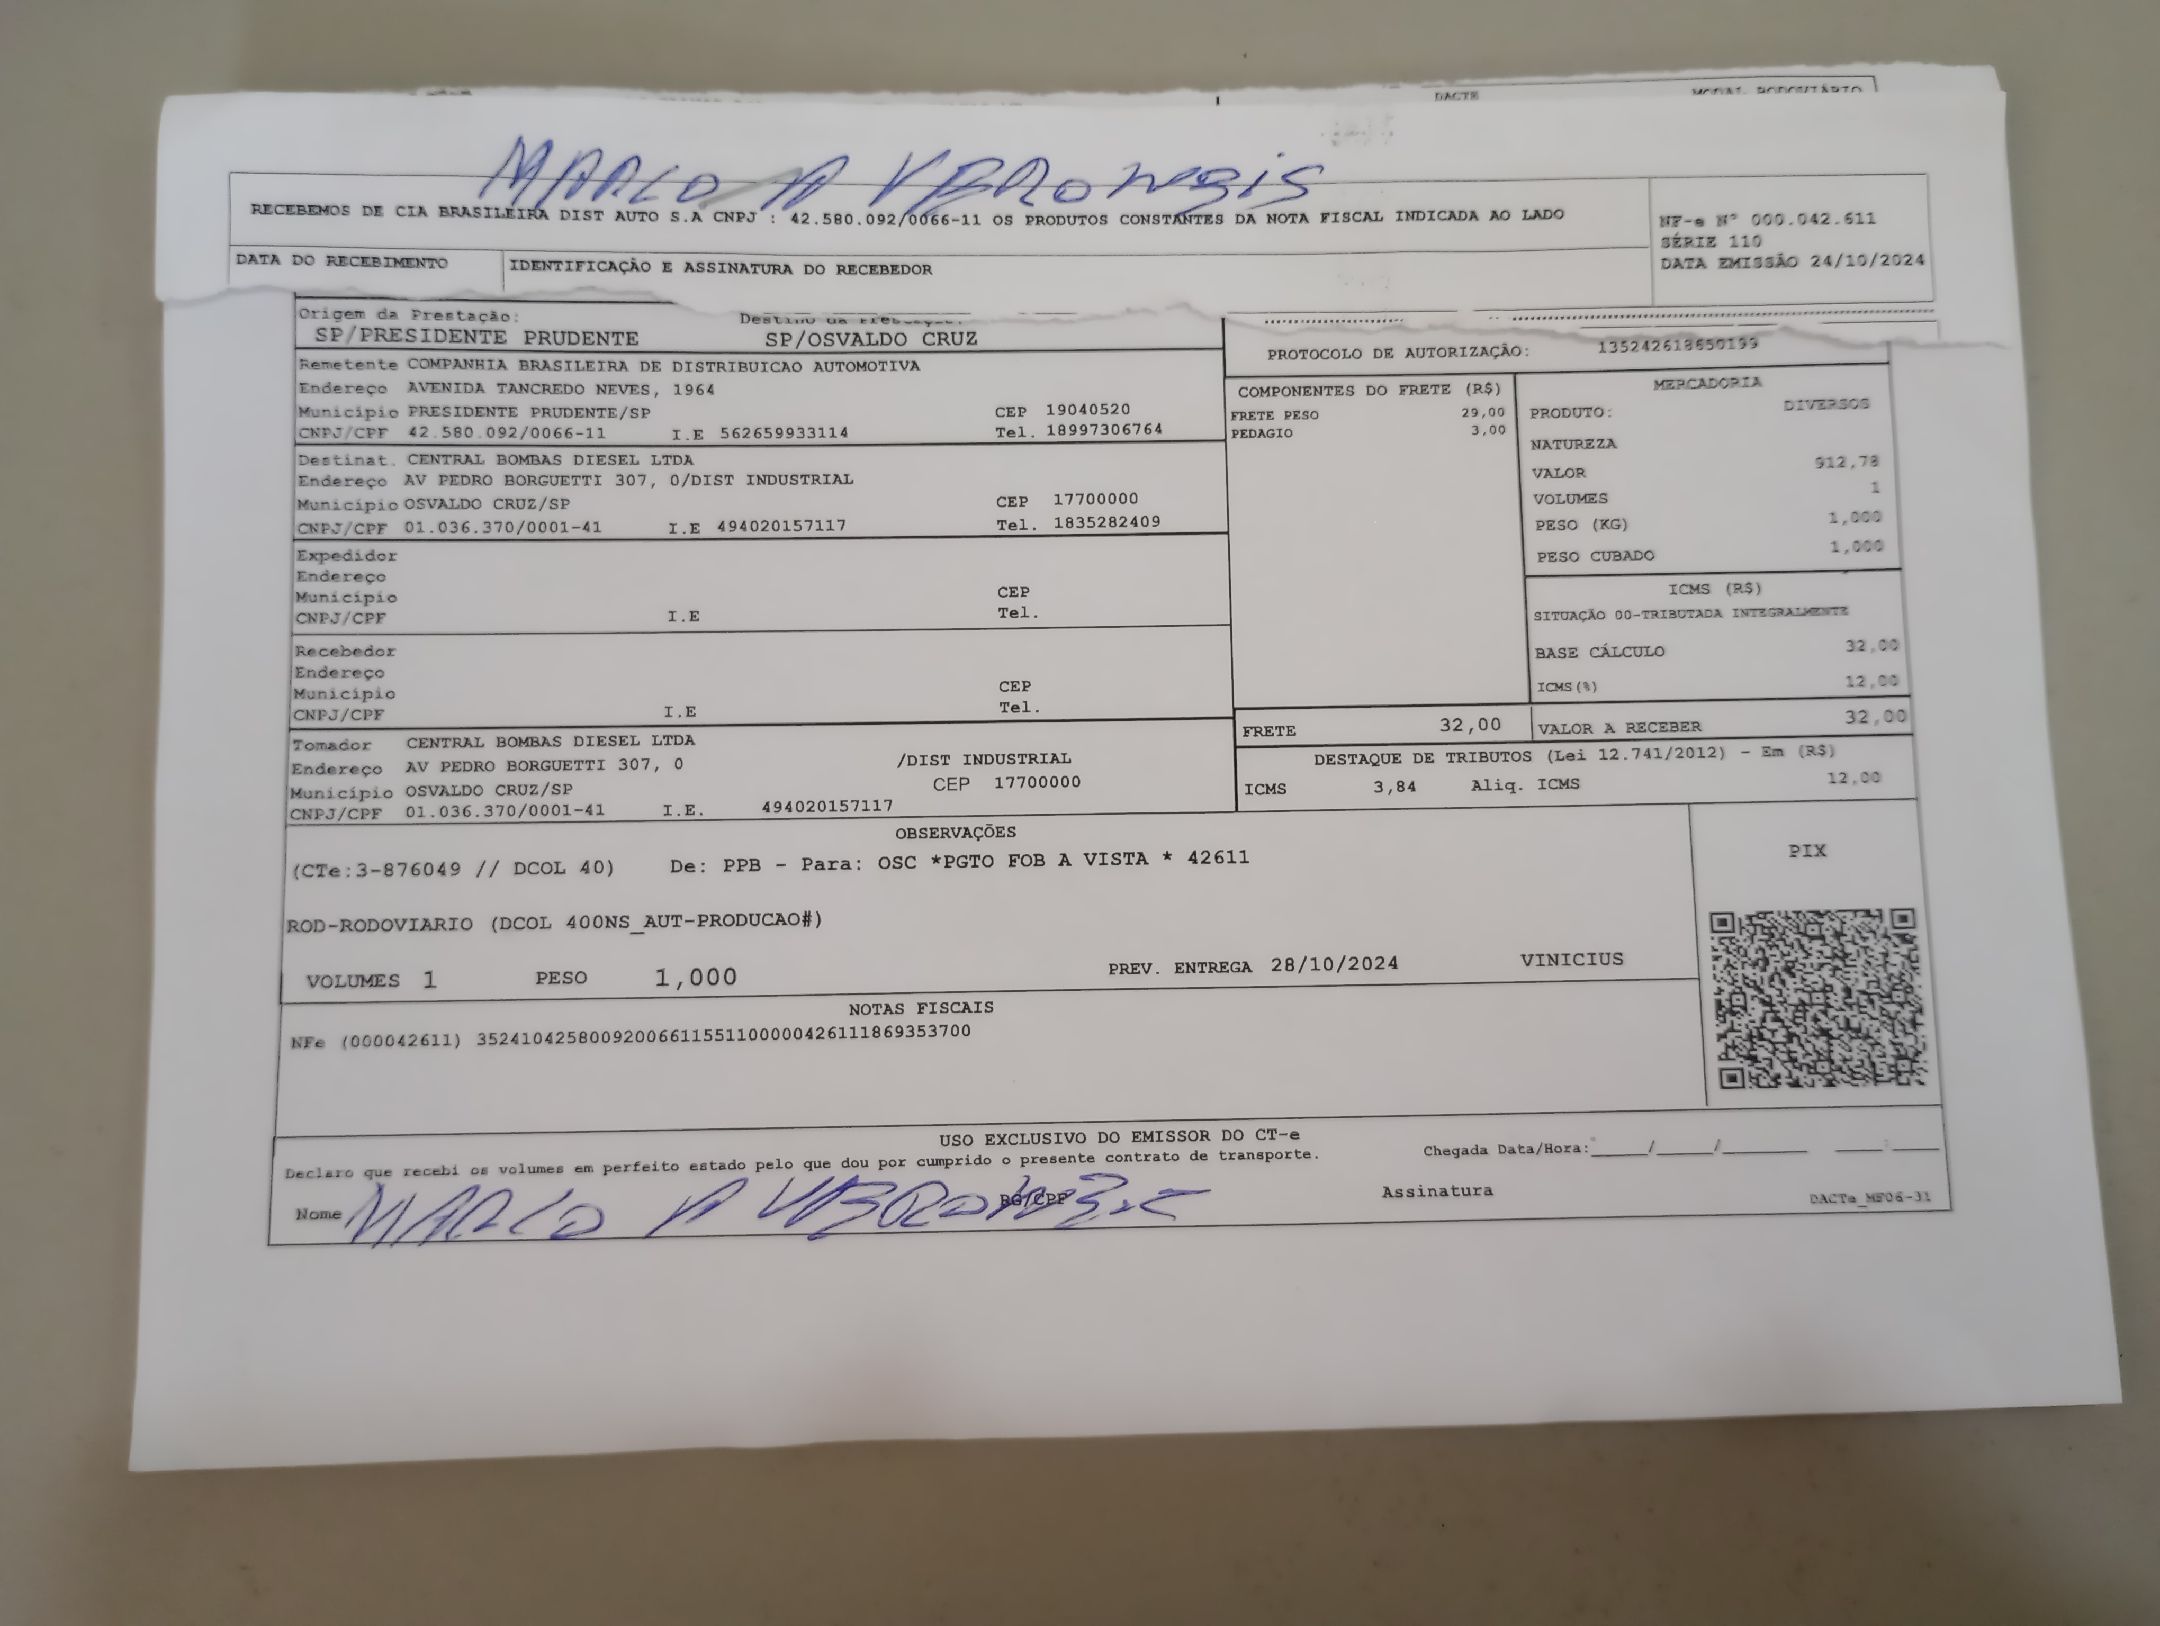 DACTE
MODAL RODOVIÁRIO
MARCO A
RECEBEMOS DE CIA BRASILEIRA DIST AUTO S.A CNPJ : 42.580.092/0066-11 OS PRODUTOS CONSTANTES DA NOTA FISCAL INDICADA AO LADO
NF-e Nº 000.042.611
SÉRIE 110
DATA EMISSÃO 24/10/2024
DATA DO RECEBIMENTO
IDENTIFICAÇÃO E ASSINATURA DO RECEBEDOR
Origem da Prestação:
SP/PRESIDENTE PRUDENTE
SP/OSVALDO CRUZ
PROTOCOLO DE AUTORIZAÇÃO: 135242618650199
Remetente COMPANHIA BRASILEIRA DE DISTRIBUICAO AUTOMOTIVA
Endereço AVENIDA TANCREDO NEVES, 1964
Município PRESIDENTE PRUDENTE/SP CEP 19040520
CNPJ/CPF 42.580.092/0066-11 I.E 562659933114 Tel. 18997306764
Destinat. CENTRAL BOMBAS DIESEL LTDA
Endereço AV PEDRO BORGUETTI 307, 0/DIST INDUSTRIAL
Município OSVALDO CRUZ/SP CEP 17700000
CNPJ/CPF 01.036.370/0001-41 I.E 494020157117 Tel. 1835282409
Expedidor
Endereço
Município CEP
CNPJ/CPF I.E Tel.
Recebedor
Endereço
Município CEP
CNPJ/CPF I.E Tel.
Tomador CENTRAL BOMBAS DIESEL LTDA
Endereço AV PEDRO BORGUETTI 307, 0 /DIST INDUSTRIAL
Município OSVALDO CRUZ/SP CEP 17700000
CNPJ/CPF 01.036.370/0001-41 I.E. 494020157117
COMPONENTES DO FRETE (R$)
FRETE PESO 29,00
PEDAGIO 3,00
MERCADORIA
PRODUTO: DIVERSOS
NATUREZA
VALOR 912,78
VOLUMES 1
PESO (KG) 1,000
PESO CUBADO 1,000
ICMS (R$)
SITUAÇÃO 00-TRIBUTADA INTEGRALMENTE
BASE CÁLCULO 32,00
ICMS(%) 12,00
FRETE 32,00 VALOR A RECEBER 32,00
DESTAQUE DE TRIBUTOS (Lei 12.741/2012) - Em (R$)
ICMS 3,84 Aliq. ICMS 12,00
OBSERVAÇÕES
(CTe:3-876049 // DCOL 40) De: PPB - Para: OSC *PGTO FOB A VISTA * 42611
ROD-RODOVIARIO (DCOL 400NS_AUT-PRODUCAO#)
VOLUMES 1 PESO 1,000 PREV. ENTREGA 28/10/2024 VINICIUS
PIX
NOTAS FISCAIS
NFe (000042611) 35241042580092006611551100000426111869353700
USO EXCLUSIVO DO EMISSOR DO CT-e
Declaro que recebi os volumes em perfeito estado pelo que dou por cumprido o presente contrato de transporte.
Chegada Data/Hora:_____/_____/________ ____:____
Nome MARCO A RG/CPF Assinatura
DACTe_MF06-31